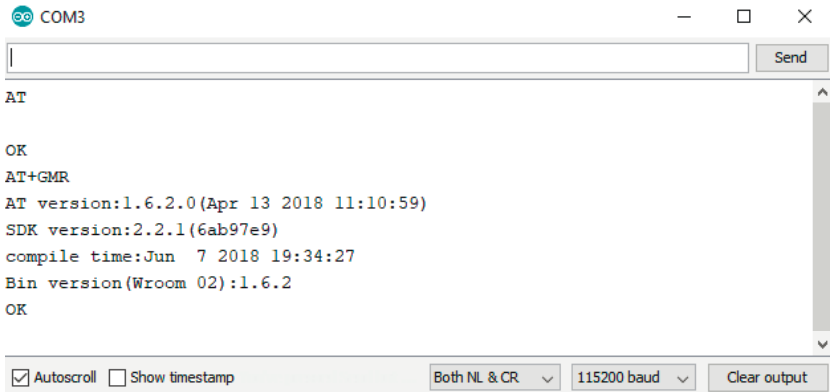 COM3
Send
AT
OK
AT+GMR
AT version:1.6.2.0(Apr 13 2018 11:10:59)
SDK version:2.2.1(6ab97e9)
compile time:Jun  7 2018 19:34:27
Bin version(Wroom 02):1.6.2
OK
Autoscroll Show timestamp Both NL & CR 115200 baud Clear output